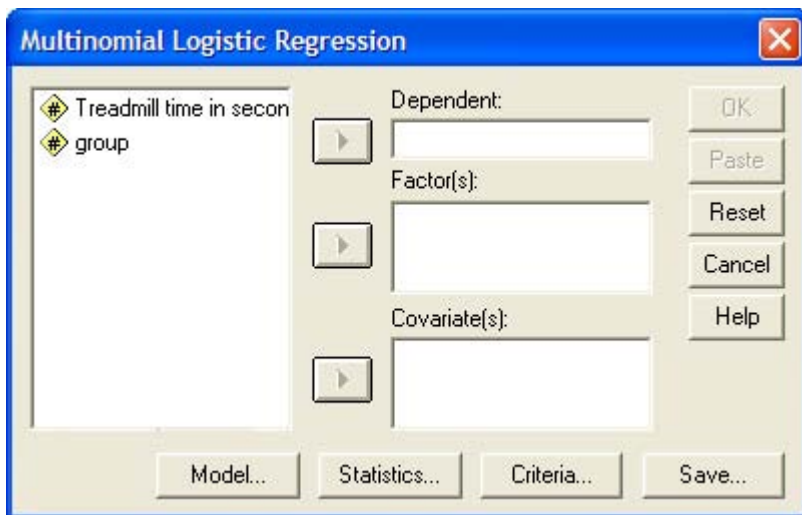 Multinomial Logistic Regression
# Treadmill time in secon
# group
Dependent:
Factor(s):
Covariate(s):
OK
Paste
Reset
Cancel
Help
Model...
Statistics...
Criteria...
Save...